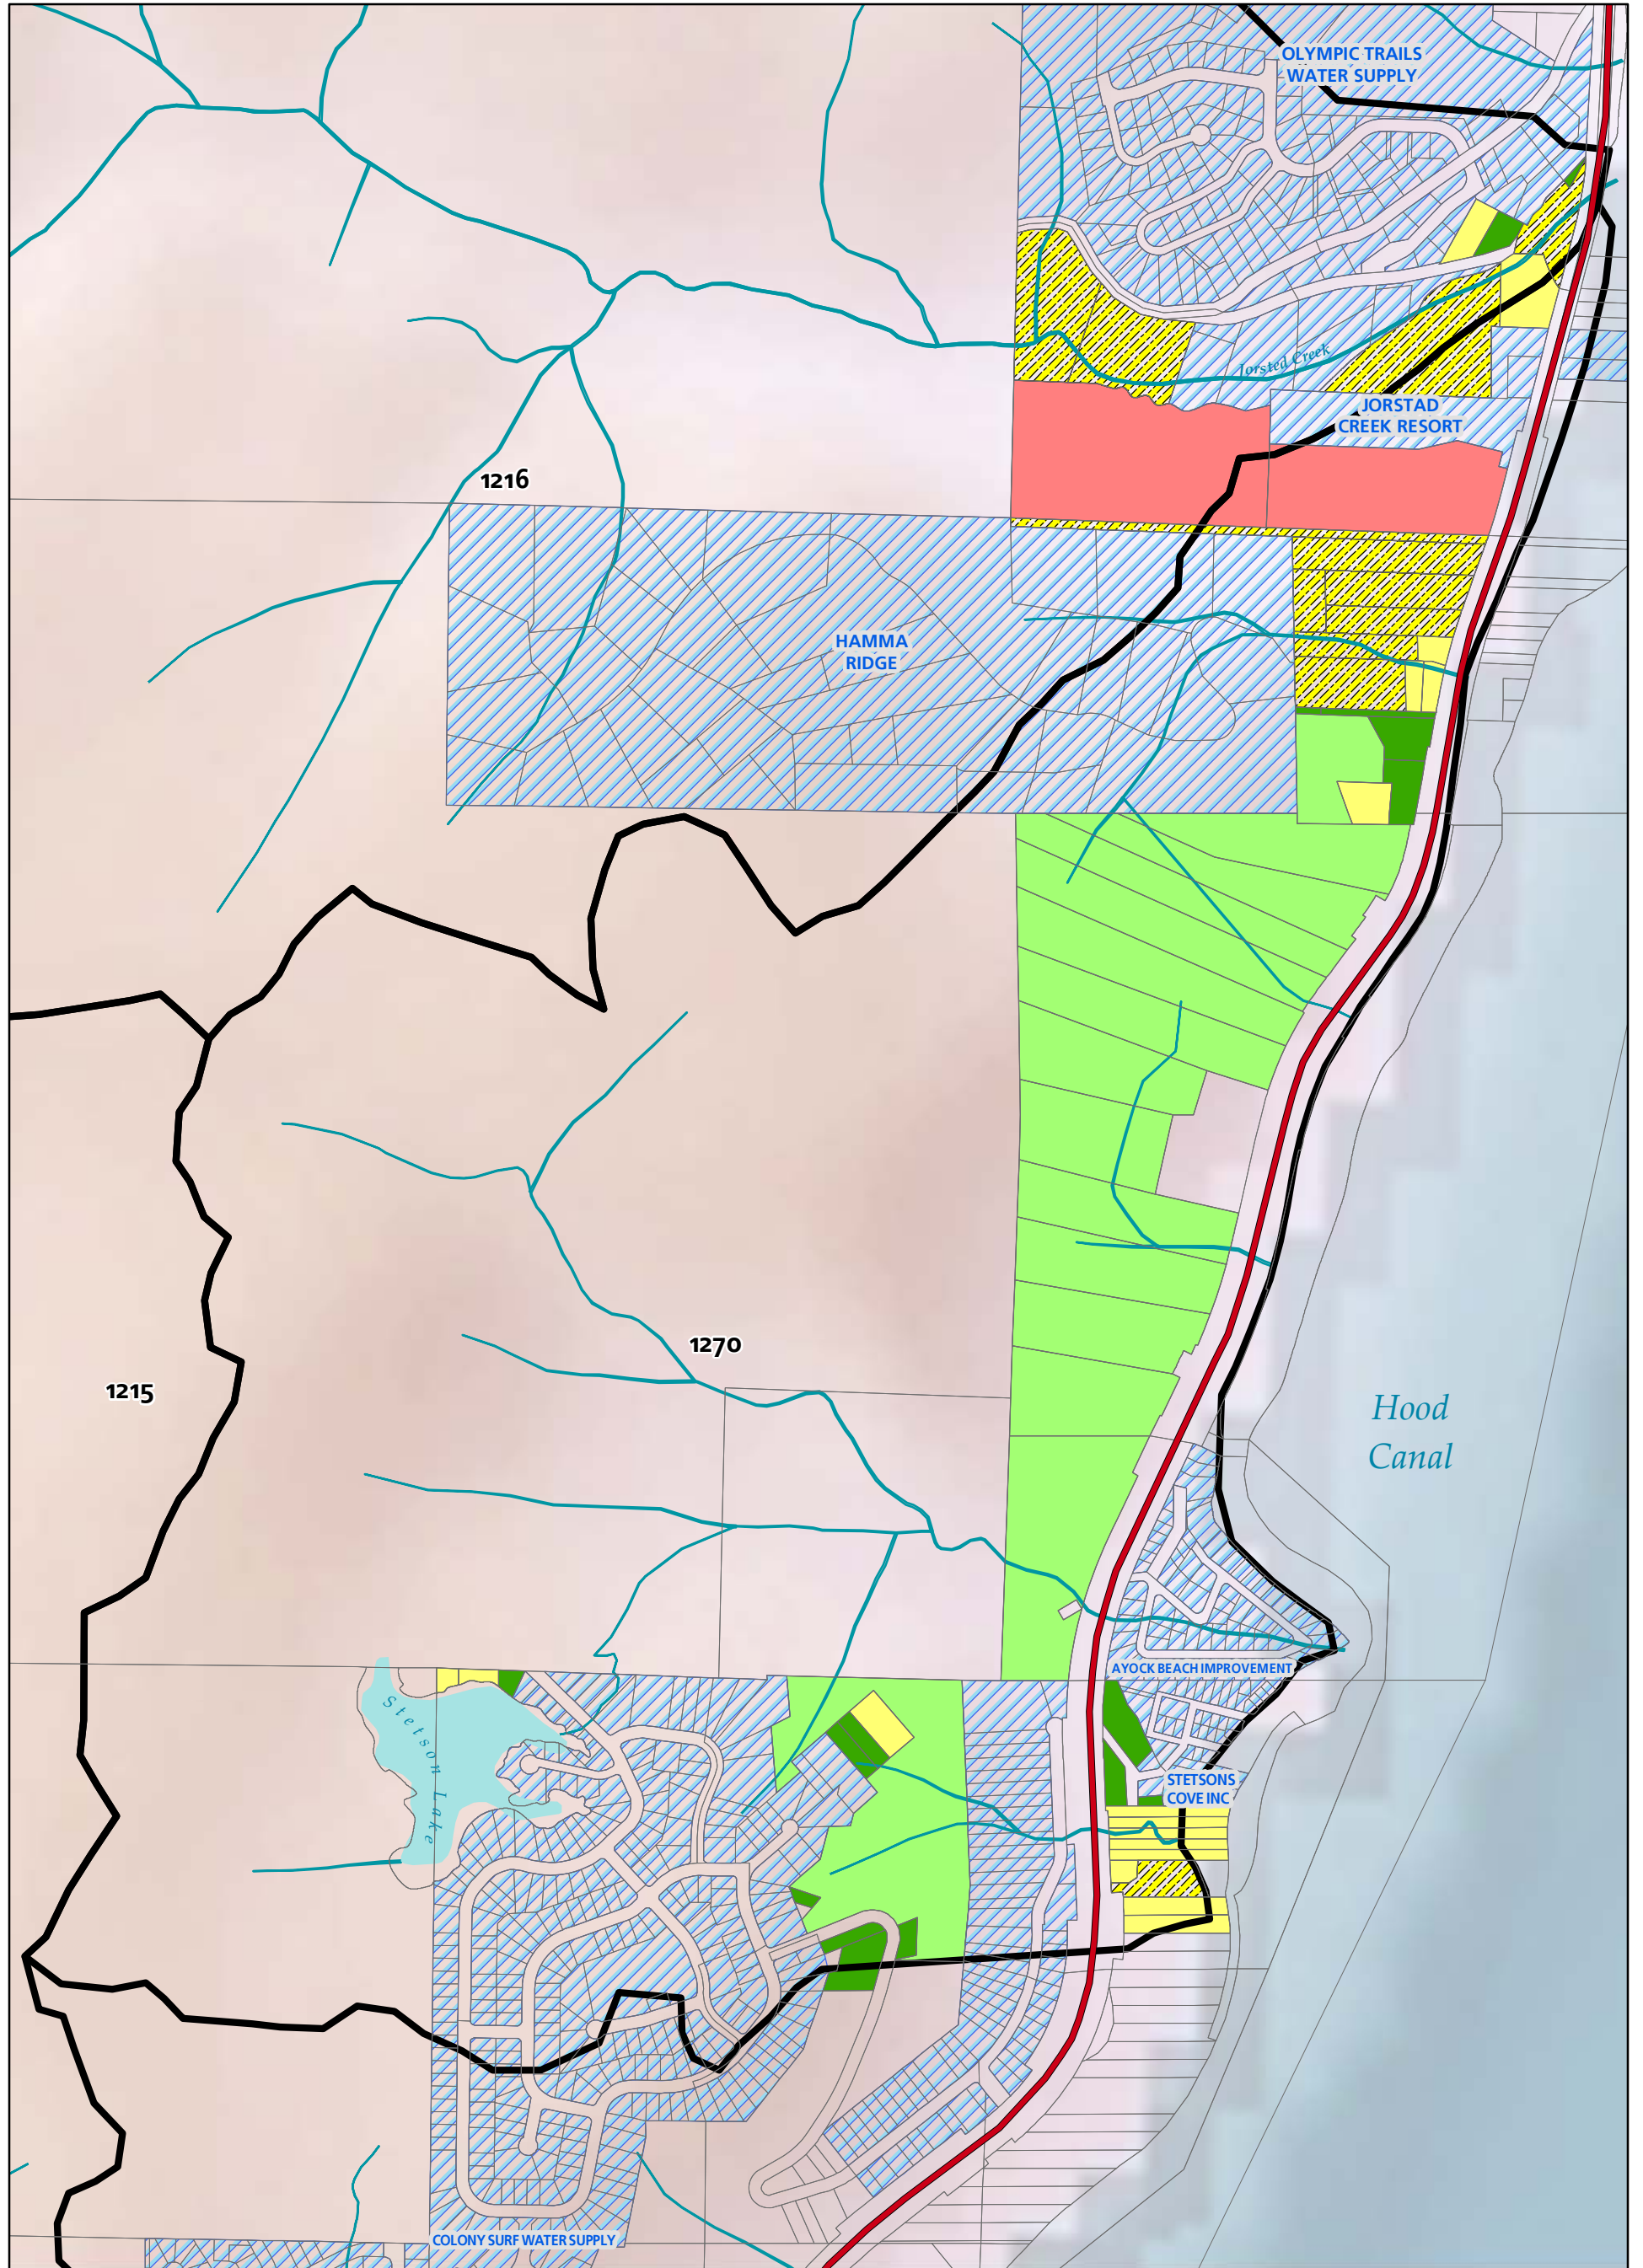 OLYMPIC TRAILS
WATER SUPPLY
Jorsted Creek
JORSTAD
CREEK RESORT
1216
HAMMA
RIDGE
1270
1215
Hood
Canal
AYOCK BEACH IMPROVEMENT
Stetson Lake
STETSONS
COVE INC
COLONY SURF WATER SUPPLY